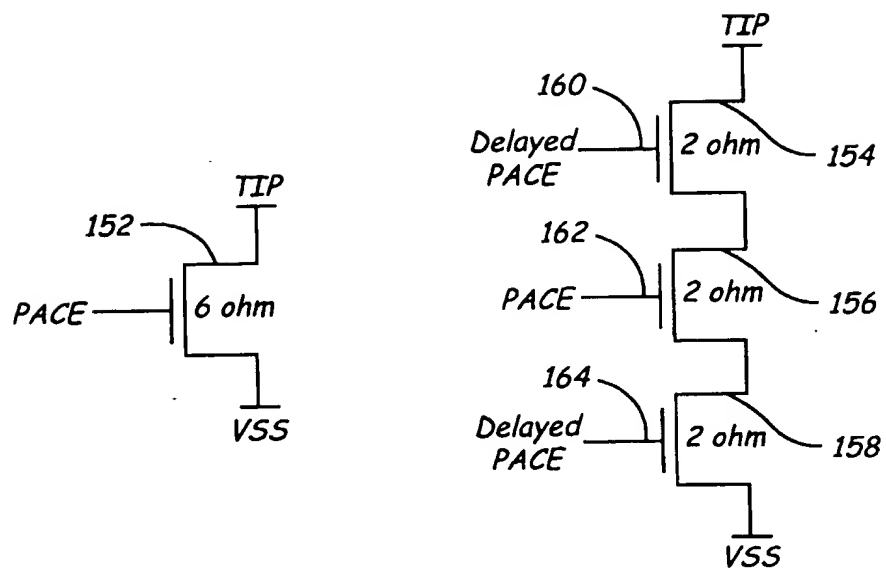 TIP
152
PACE
6 ohm
VSS
TIP
160
Delayed
PACE
2 ohm
154
162
PACE
2 ohm
156
164
Delayed
PACE
2 ohm
158
VSS